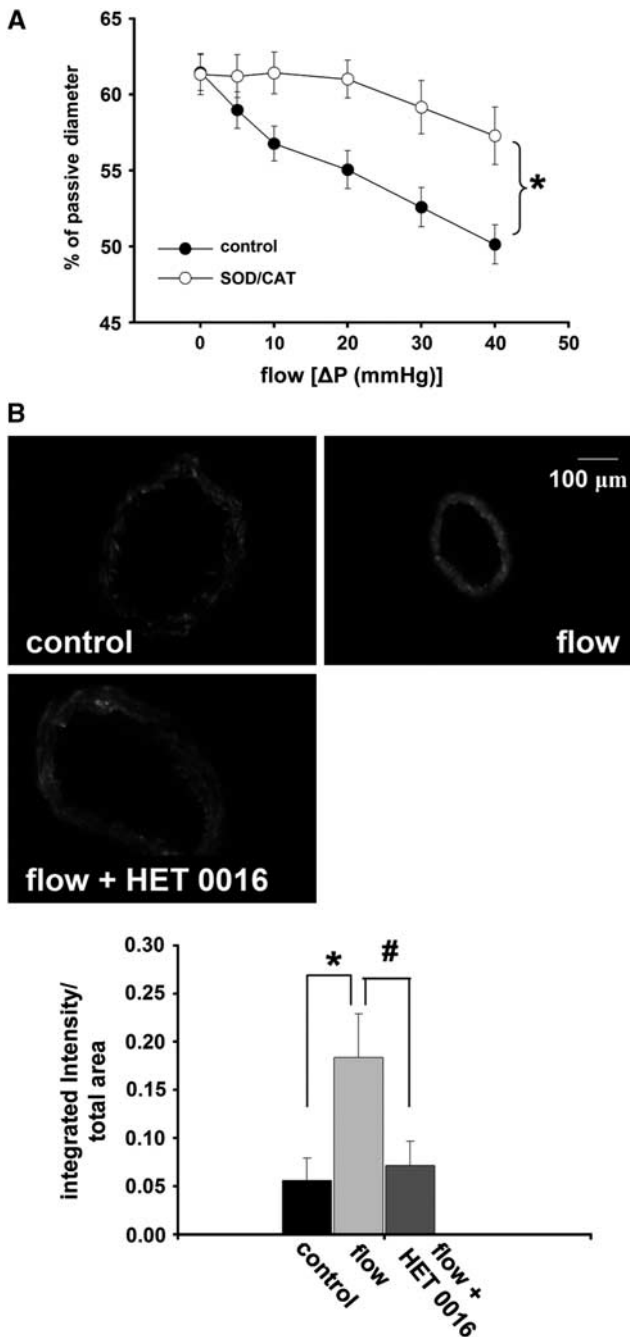 A
65
60
55
50
45
% of passive diameter
control
SOD/CAT
*
0 10 20 30 40 50
flow [ΔP (mmHg)]
B
control
100 µm
flow
flow + HET 0016
0.30
0.25
0.20
0.15
0.10
0.05
0.00
integrated Intensity/
total area
*
#
control
flow
flow +
HET 0016